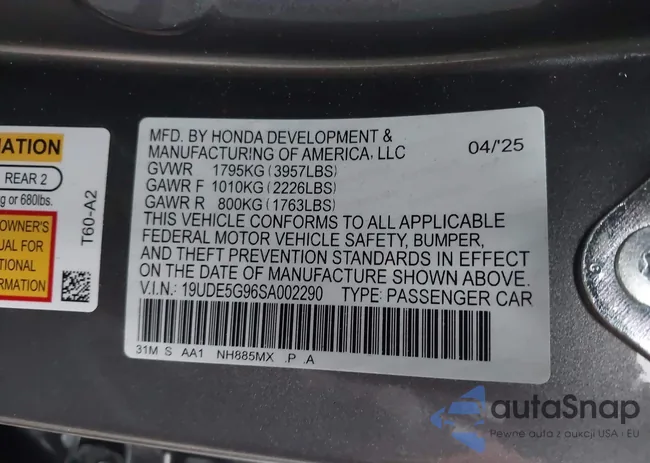 NATION
REAR 2
g or 680lbs.
OWNER'S
UAL FOR
TIONAL
MATION
T60-A2
MFD. BY HONDA DEVELOPMENT &
MANUFACTURING OF AMERICA, LLC 04/'25
GVWR 1795KG (3957LBS)
GAWR F 1010KG (2226LBS)
GAWR R 800KG (1763LBS)
THIS VEHICLE CONFORMS TO ALL APPLICABLE
FEDERAL MOTOR VEHICLE SAFETY, BUMPER,
AND THEFT PREVENTION STANDARDS IN EFFECT
ON THE DATE OF MANUFACTURE SHOWN ABOVE.
V.I.N.: 19UDE5G96SA002290 TYPE: PASSENGER CAR
31M S AA1 NH885MX .P .A
autaSnap
Pewne auta z aukcji USA i EU